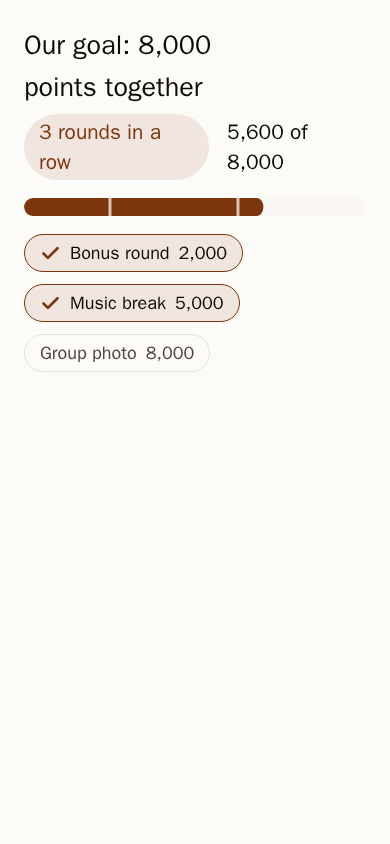 Our goal: 8,000
points together
3 rounds in a
row
5,600 of
8,000
Bonus round 2,000
Music break 5,000
Group photo 8,000